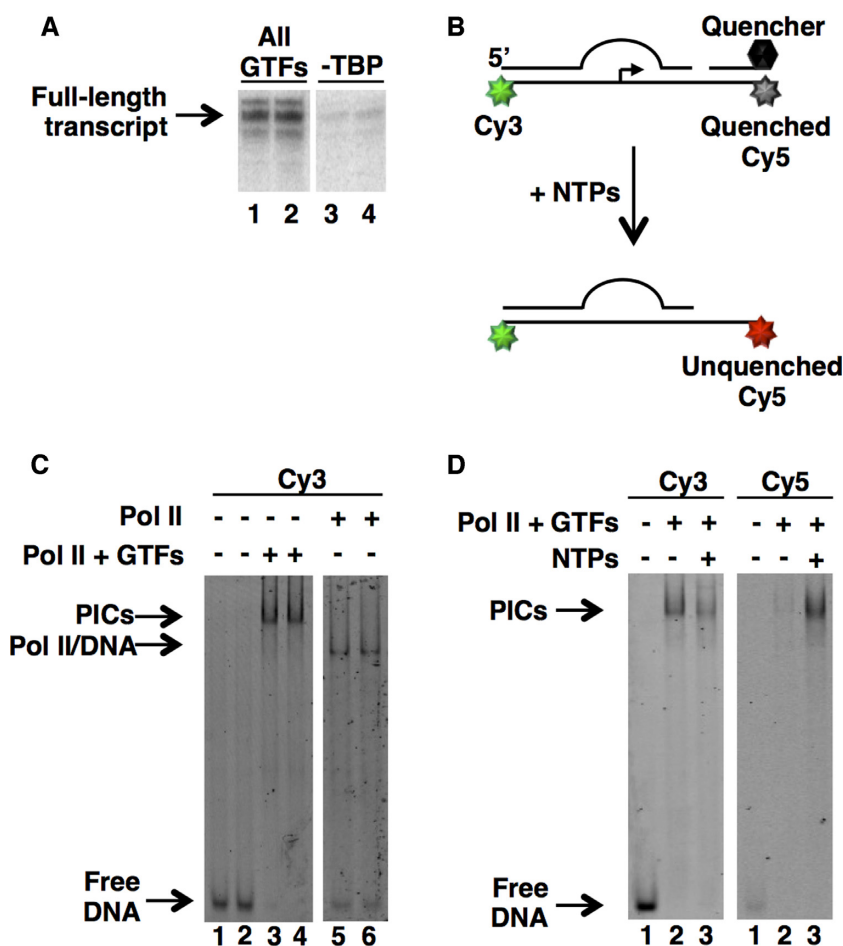 A
All
GTFs
-TBP
Full-length
transcript
1 2 3 4
B
Quencher
5’
Cy3
Quenched
Cy5
+ NTPs
Unquenched
Cy5
C
Cy3
Pol II - - - - + +
Pol II + GTFs - - + + - -
PICs
Pol II/DNA
Free
DNA
1 2 3 4 5 6
D
Cy3 Cy5
Pol II + GTFs - + + - + +
NTPs - - + - - +
PICs
Free
DNA
1 2 3 1 2 3